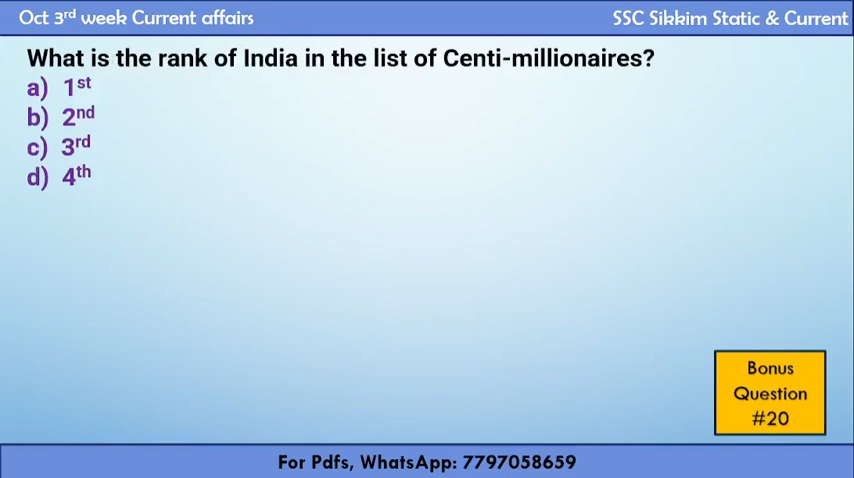 Oct 3rd week Current affairs
SSC Sikkim Static & Current
What is the rank of India in the list of Centi-millionaires?
a) 1st
b) 2nd
c) 3rd
d) 4th
Bonus
Question
#20
For Pdfs, WhatsApp: 7797058659